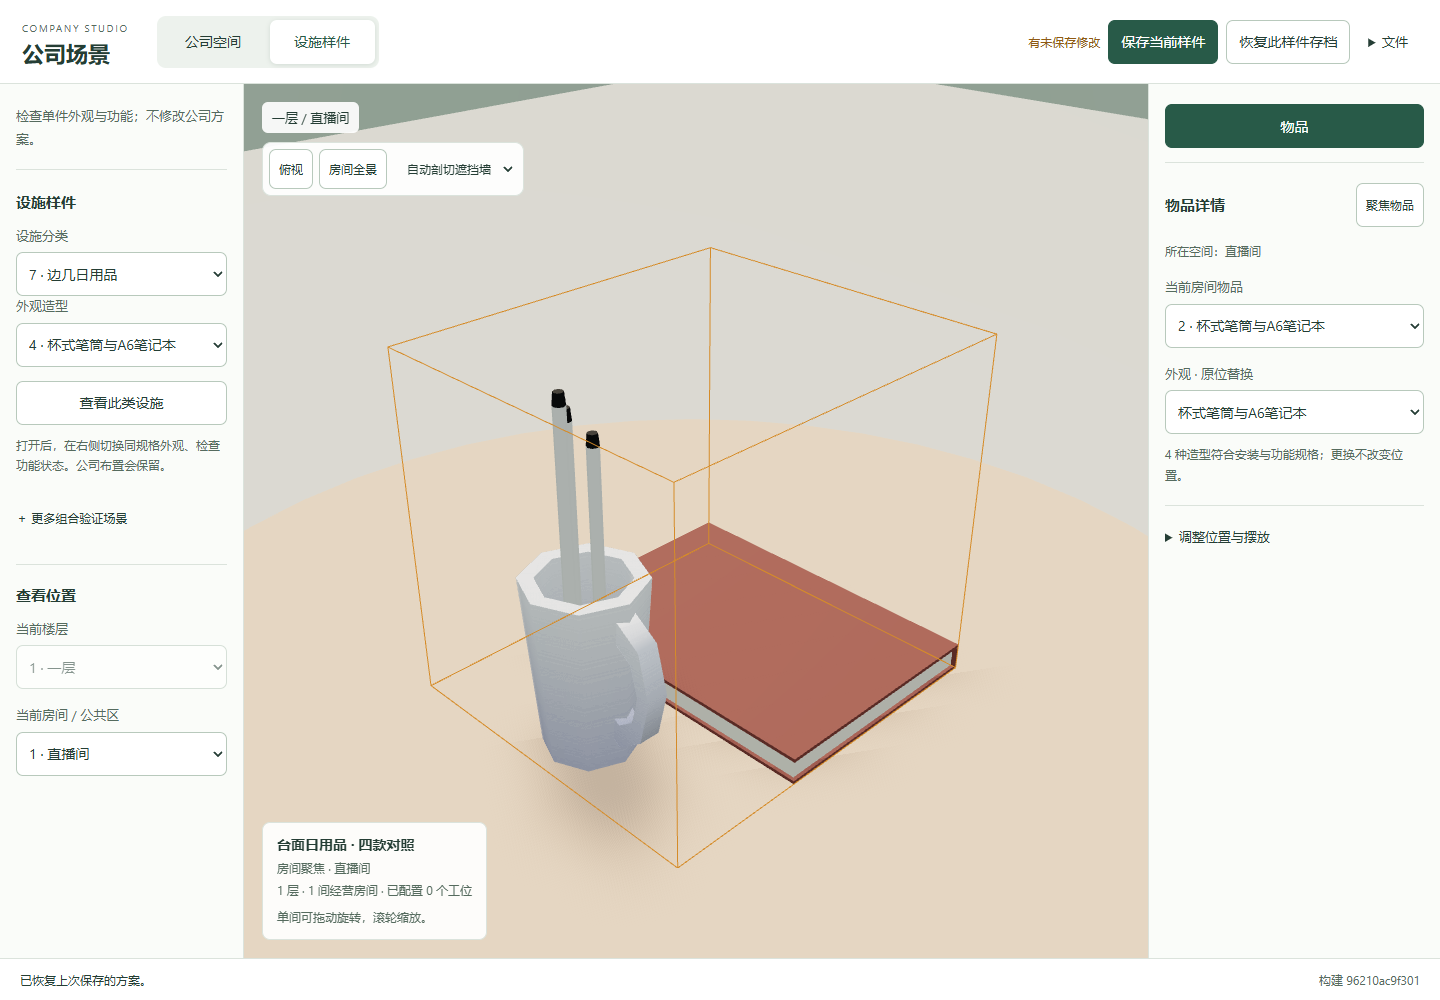 COMPANY STUDIO
公司场景
公司空间
设施样件
有未保存修改
保存当前样件
恢复此样件存档
▶ 文件
检查单件外观与功能；不修改公司方
案。
设施样件
设施分类
7 · 边几日用品
外观造型
4 · 杯式笔筒与A6笔记本
查看此类设施
打开后，在右侧切换同规格外观、检查
功能状态。公司布置会保留。
+ 更多组合验证场景
查看位置
当前楼层
1 · 一层
当前房间 / 公共区
1 · 直播间
一层 / 直播间
俯视
房间全景
自动剖切遮挡墙
台面日用品 · 四款对照
房间聚焦 · 直播间
1 层 · 1 间经营房间 · 已配置 0 个工位
单间可拖动旋转，滚轮缩放。
物品
物品详情
聚焦物品
所在空间：直播间
当前房间物品
2 · 杯式笔筒与A6笔记本
外观 · 原位替换
杯式笔筒与A6笔记本
4 种造型符合安装与功能规格；更换不改变位
置。
▶ 调整位置与摆放
已恢复上次保存的方案。
构建 96210ac9f301